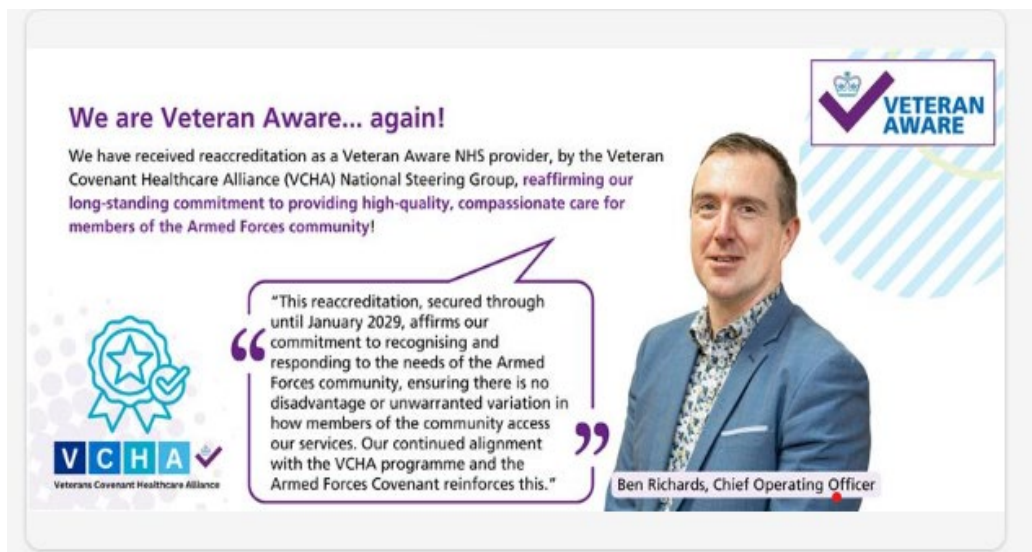 We are Veteran Aware... again!
We have received reaccreditation as a Veteran Aware NHS provider, by the Veteran
Covenant Healthcare Alliance (VCHA) National Steering Group, reaffirming our
long-standing commitment to providing high-quality, compassionate care for
members of the Armed Forces community!
VETERAN
AWARE
“This reaccreditation, secured through
until January 2029, affirms our
commitment to recognising and
responding to the needs of the Armed
Forces community, ensuring there is no
disadvantage or unwarranted variation in
how members of the community access
our services. Our continued alignment
with the VCHA programme and the
Armed Forces Covenant reinforces this.”
VCHA
Veterans Covenant Healthcare Alliance
Ben Richards, Chief Operating Officer